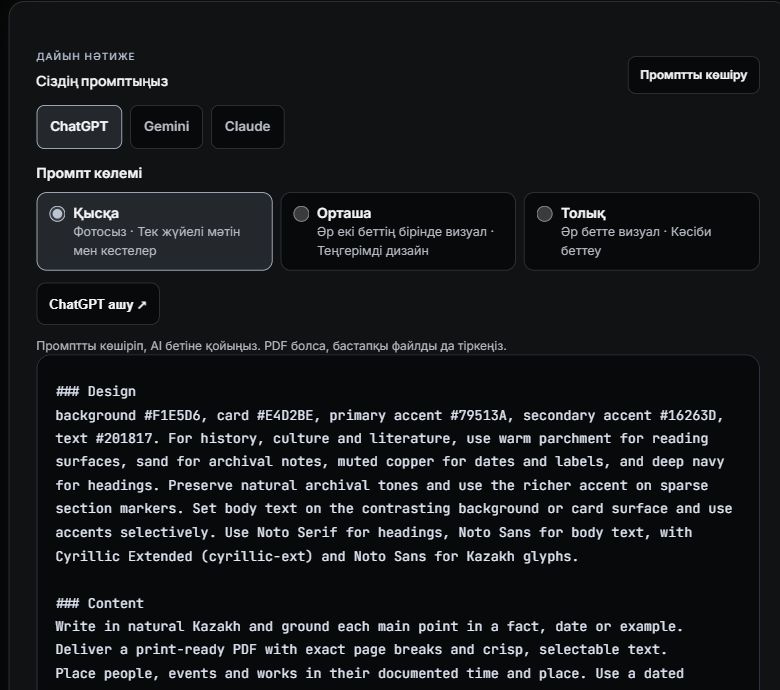 ДАЙЫН НӘТИЖЕ
Сіздің промптыңыз
Промптты көшіру
ChatGPT
Gemini
Claude
Промпт көлемі
Қысқа
Фотосыз · Тек жүйелі мәтін
мен кестелер
Орташа
Әр екі беттің бірінде визуал ·
Теңгерімді дизайн
Толық
Әр бетте визуал · Кәсіби
беттеу
ChatGPT ашу ↗
Промптты көшіріп, AI бетіне қойыңыз. PDF болса, бастапқы файлды да тіркеңіз.
### Design
background #F1E5D6, card #E4D2BE, primary accent #79513A, secondary accent #16263D,
text #201817. For history, culture and literature, use warm parchment for reading
surfaces, sand for archival notes, muted copper for dates and labels, and deep navy
for headings. Preserve natural archival tones and use the richer accent on sparse
section markers. Set body text on the contrasting background or card surface and use
accents selectively. Use Noto Serif for headings, Noto Sans for body text, with
Cyrillic Extended (cyrillic-ext) and Noto Sans for Kazakh glyphs.
### Content
Write in natural Kazakh and ground each main point in a fact, date or example.
Deliver a print-ready PDF with exact page breaks and crisp, selectable text.
Place people, events and works in their documented time and place. Use a dated